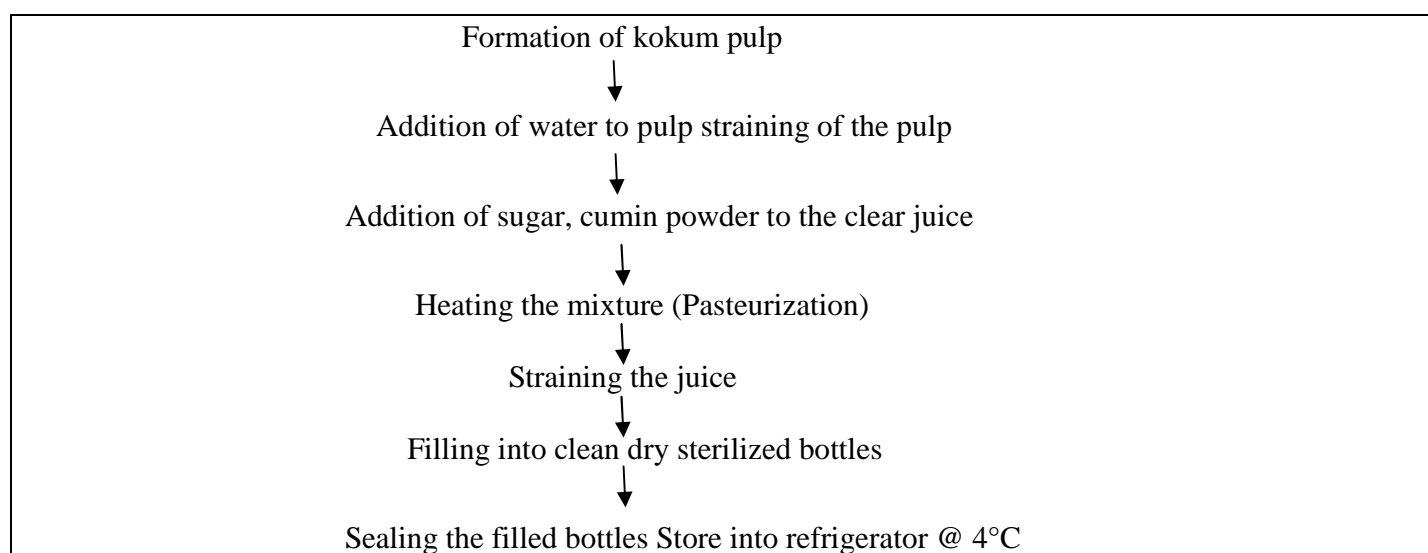 Formation of kokum pulp
Addition of water to pulp straining of the pulp
Addition of sugar, cumin powder to the clear juice
Heating the mixture (Pasteurization)
Straining the juice
Filling into clean dry sterilized bottles
Sealing the filled bottles Store into refrigerator @ 4°C